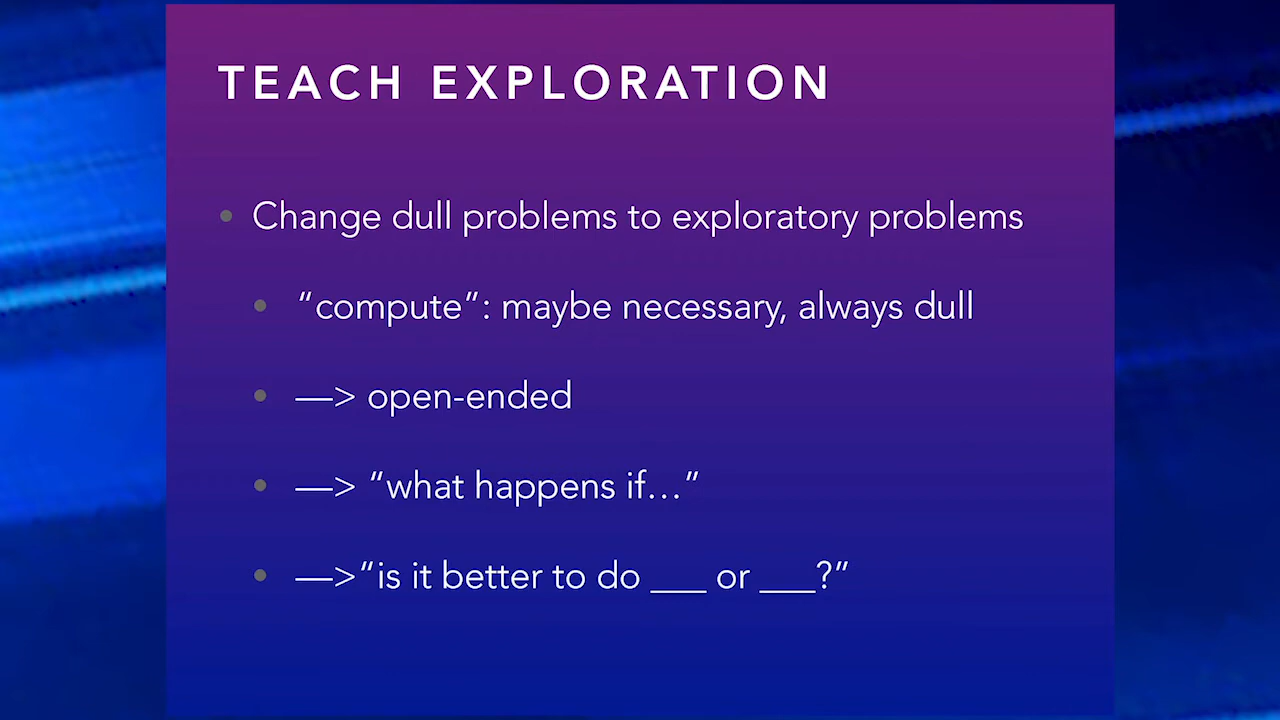 TEACH EXPLORATION
• Change dull problems to exploratory problems
• “compute”: maybe necessary, always dull
• —> open-ended
• —> “what happens if…”
• —>“is it better to do ___ or ___?”